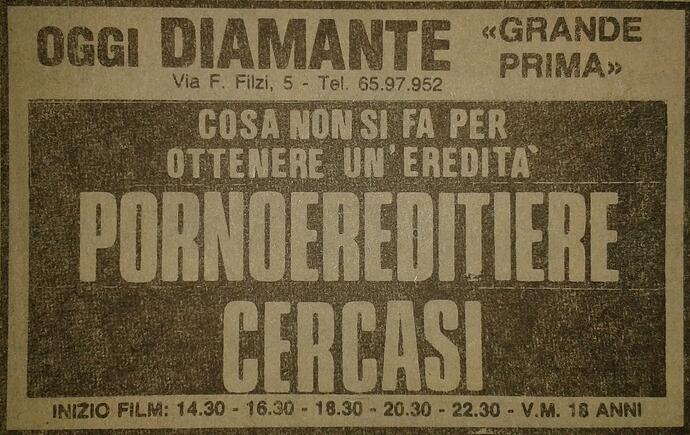 OGGI DIAMANTE «GRANDE PRIMA»
Via F. Filzi, 5 - Tel. 65.97.952
COSA NON SI FA PER
OTTENERE UN'EREDITÀ
PORNOEREDITIERE
CERCASI
INIZIO FILM: 14.30 - 16.30 - 18.30 - 20.30 - 22.30 - V.M. 18 ANNI